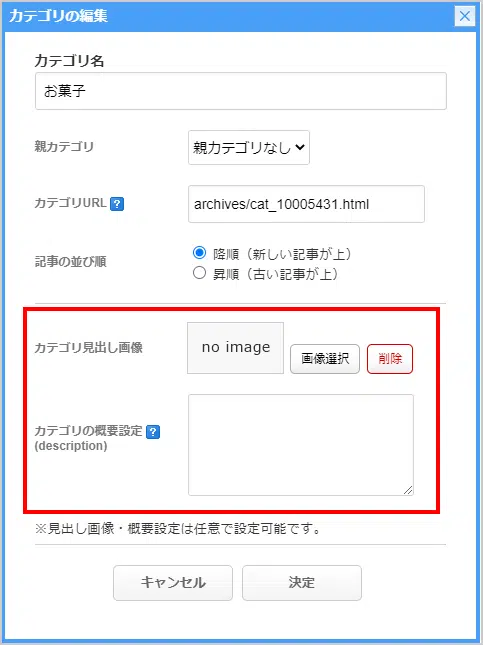 カテゴリの編集
カテゴリ名
お菓子
親カテゴリ 親カテゴリなし
カテゴリURL ? archives/cat_10005431.html
記事の並び順 降順（新しい記事が上）
昇順（古い記事が上）
カテゴリ見出し画像 no image 画像選択 削除
カテゴリの概要設定 ?
(description)
※見出し画像・概要設定は任意で設定可能です。
キャンセル 決定